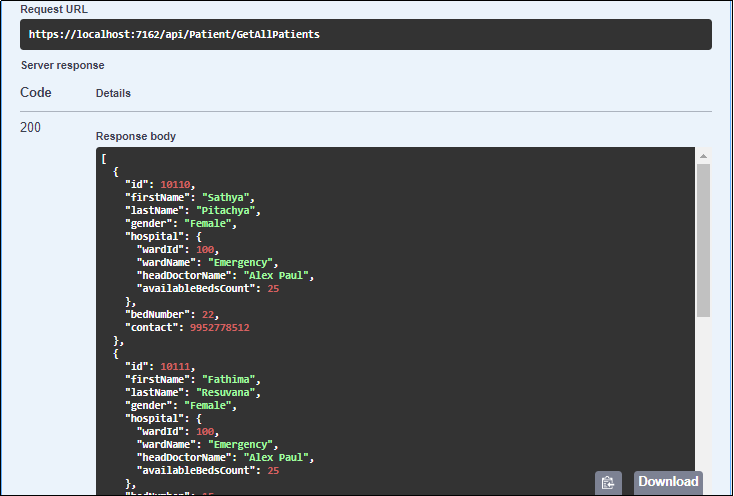 Request URL
https://localhost:7162/api/Patient/GetAllPatients
Server response
Code Details
200
Response body
[
  {
    "id": 10110,
    "firstName": "Sathya",
    "lastName": "Pitachya",
    "gender": "Female",
    "hospital": {
      "wardId": 100,
      "wardName": "Emergency",
      "headDoctorName": "Alex Paul",
      "availableBedsCount": 25
    },
    "bedNumber": 22,
    "contact": 9952778512
  },
  {
    "id": 10111,
    "firstName": "Fathima",
    "lastName": "Resuvana",
    "gender": "Female",
    "hospital": {
      "wardId": 100,
      "wardName": "Emergency",
      "headDoctorName": "Alex Paul",
      "availableBedsCount": 25
    },
Download